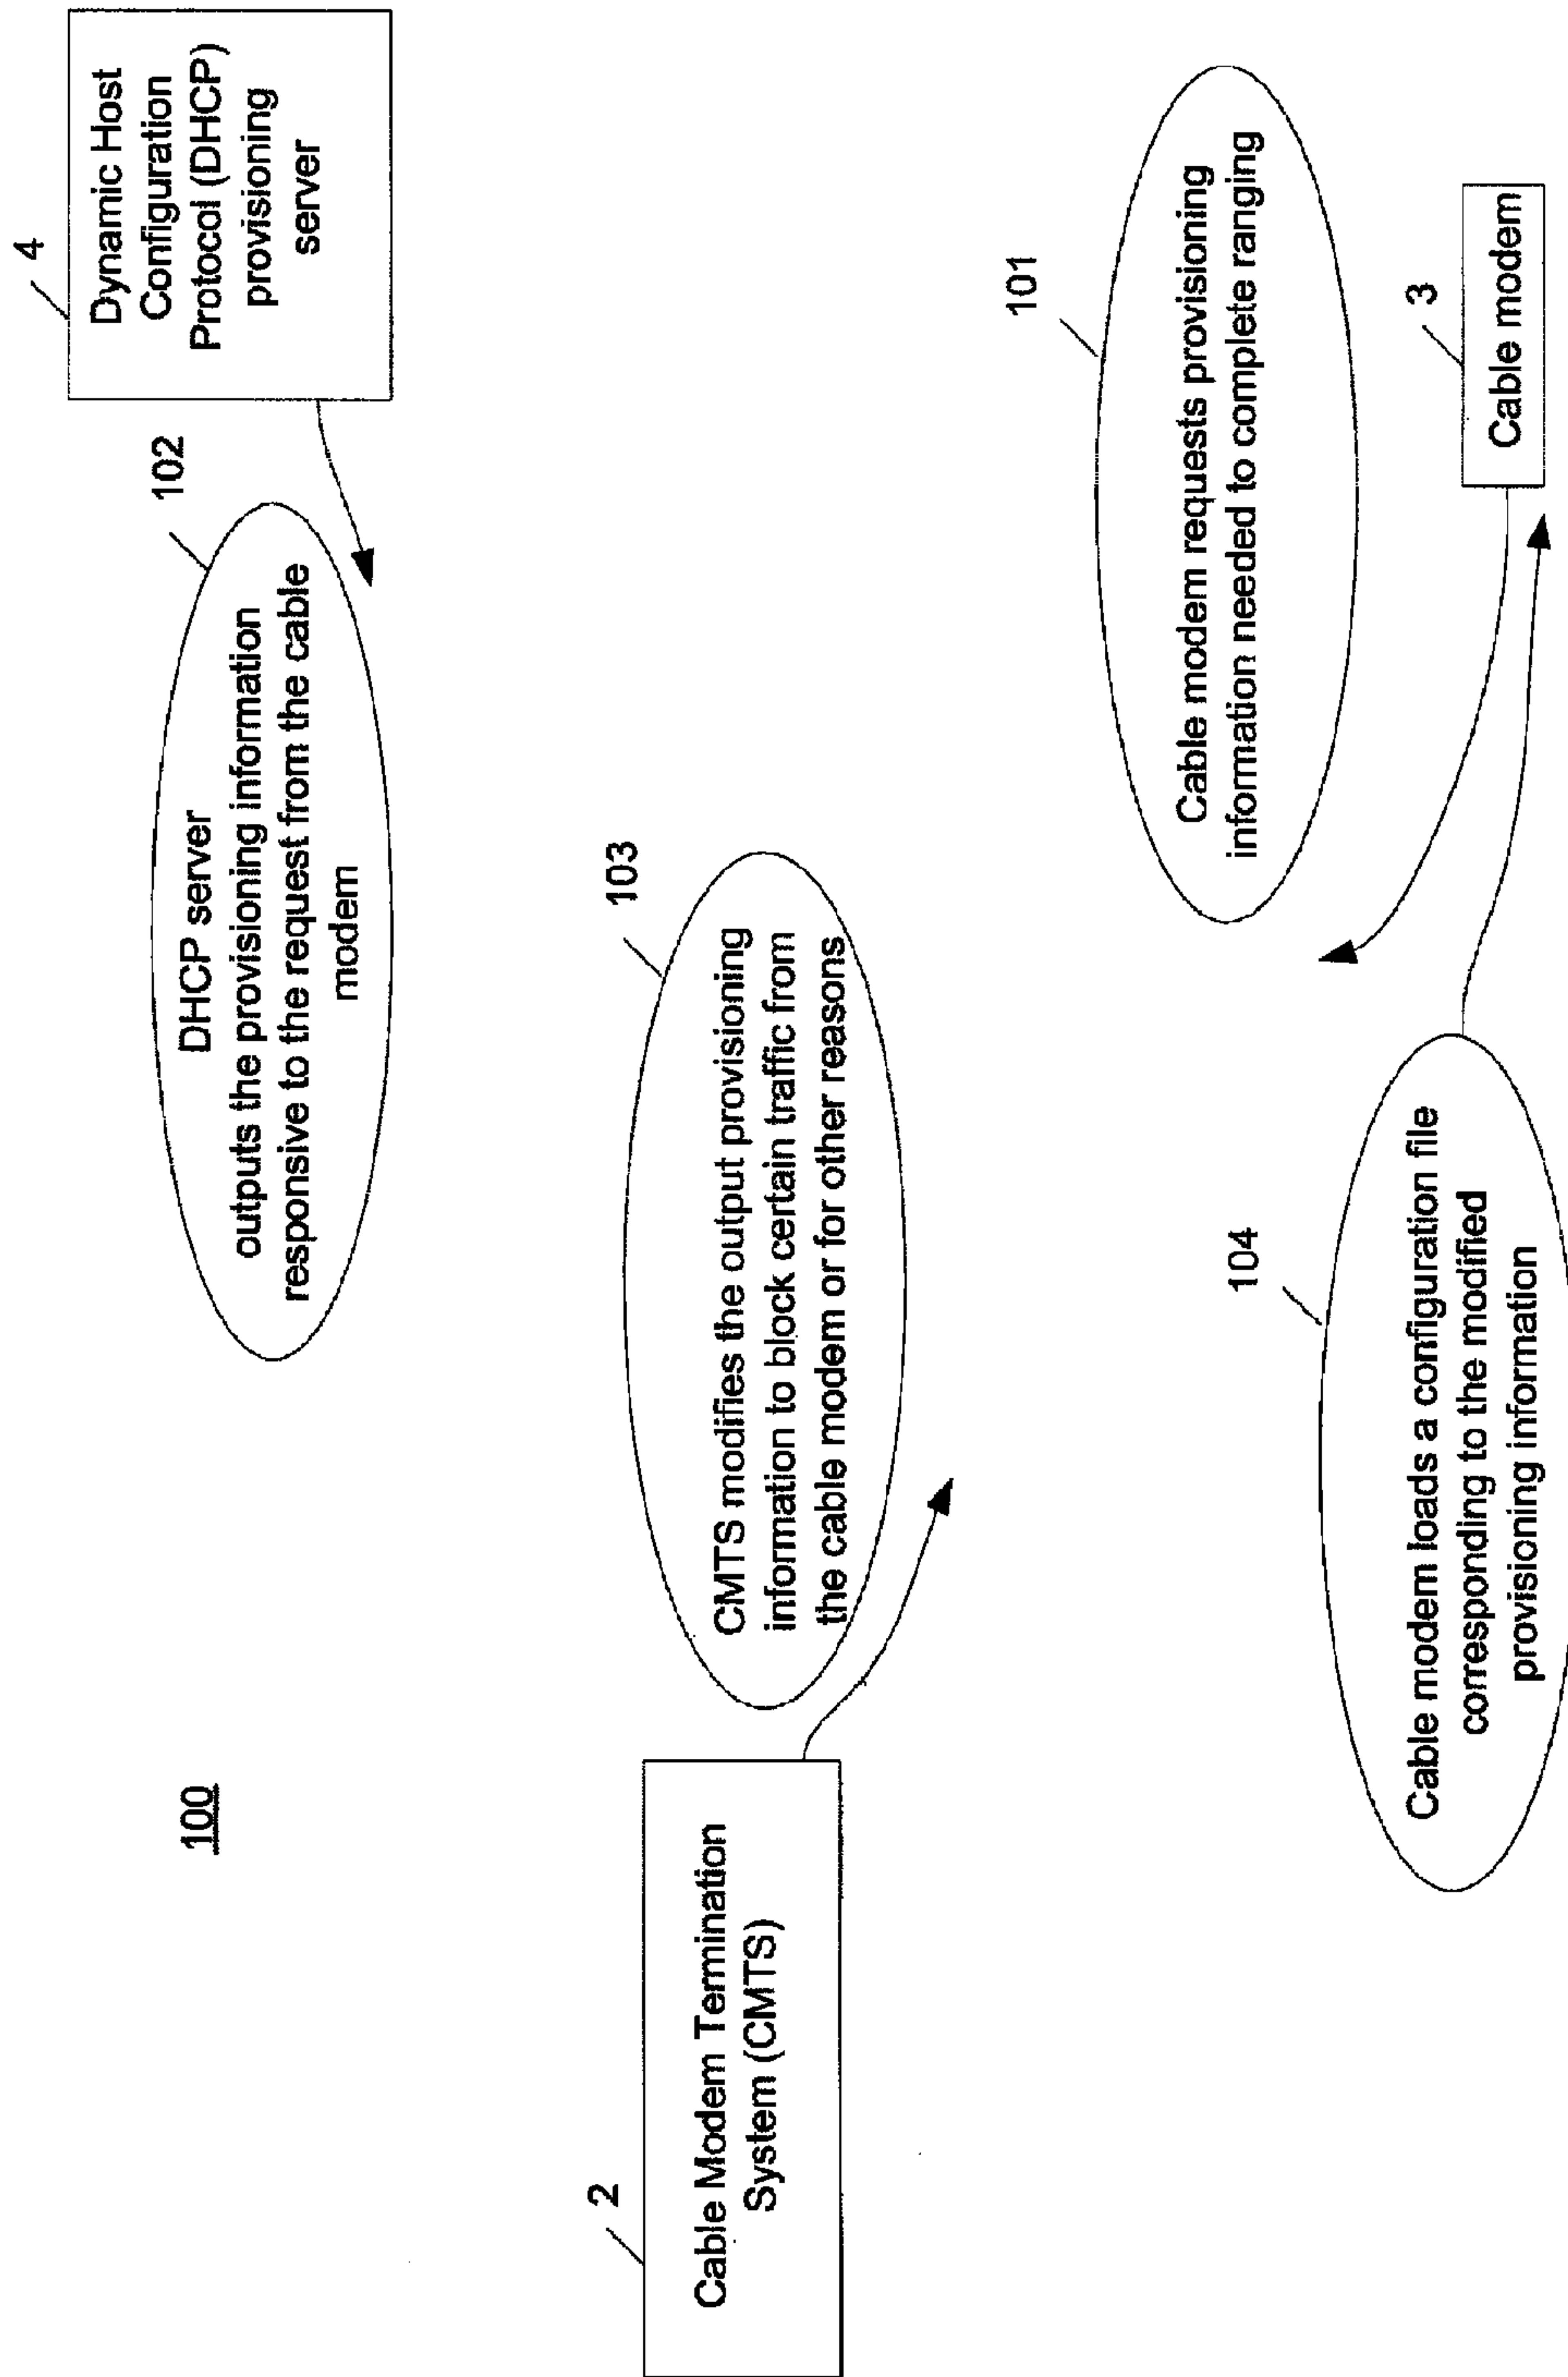 100
4
Dynamic Host
Configuration
Protocol (DHCP)
provisioning
server
102
DHCP server
outputs the provisioning information
responsive to the request from the cable
modem
2
Cable Modem Termination
System (CMTS)
103
CMTS modifies the output provisioning
information to block certain traffic from
the cable modem or for other reasons
101
Cable modem requests provisioning
information needed to complete ranging
104
Cable modem loads a configuration file
corresponding to the modified
provisioning information
3
Cable modem